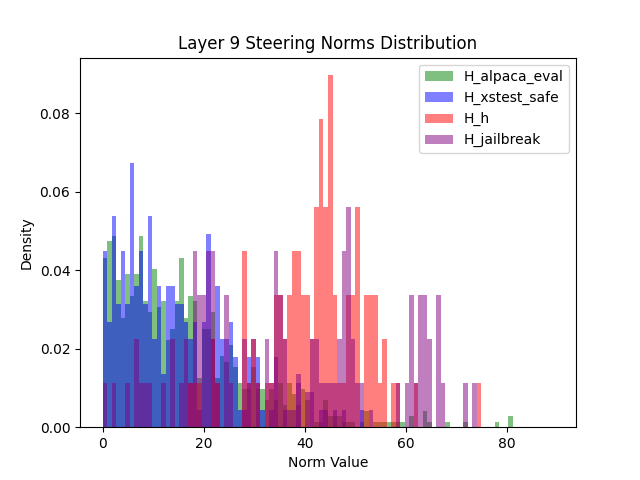 Layer 9 Steering Norms Distribution
H_alpaca_eval
H_xstest_safe
H_h
H_jailbreak
Density
0.08
0.06
0.04
0.02
0.00
0
20
40
60
80
Norm Value